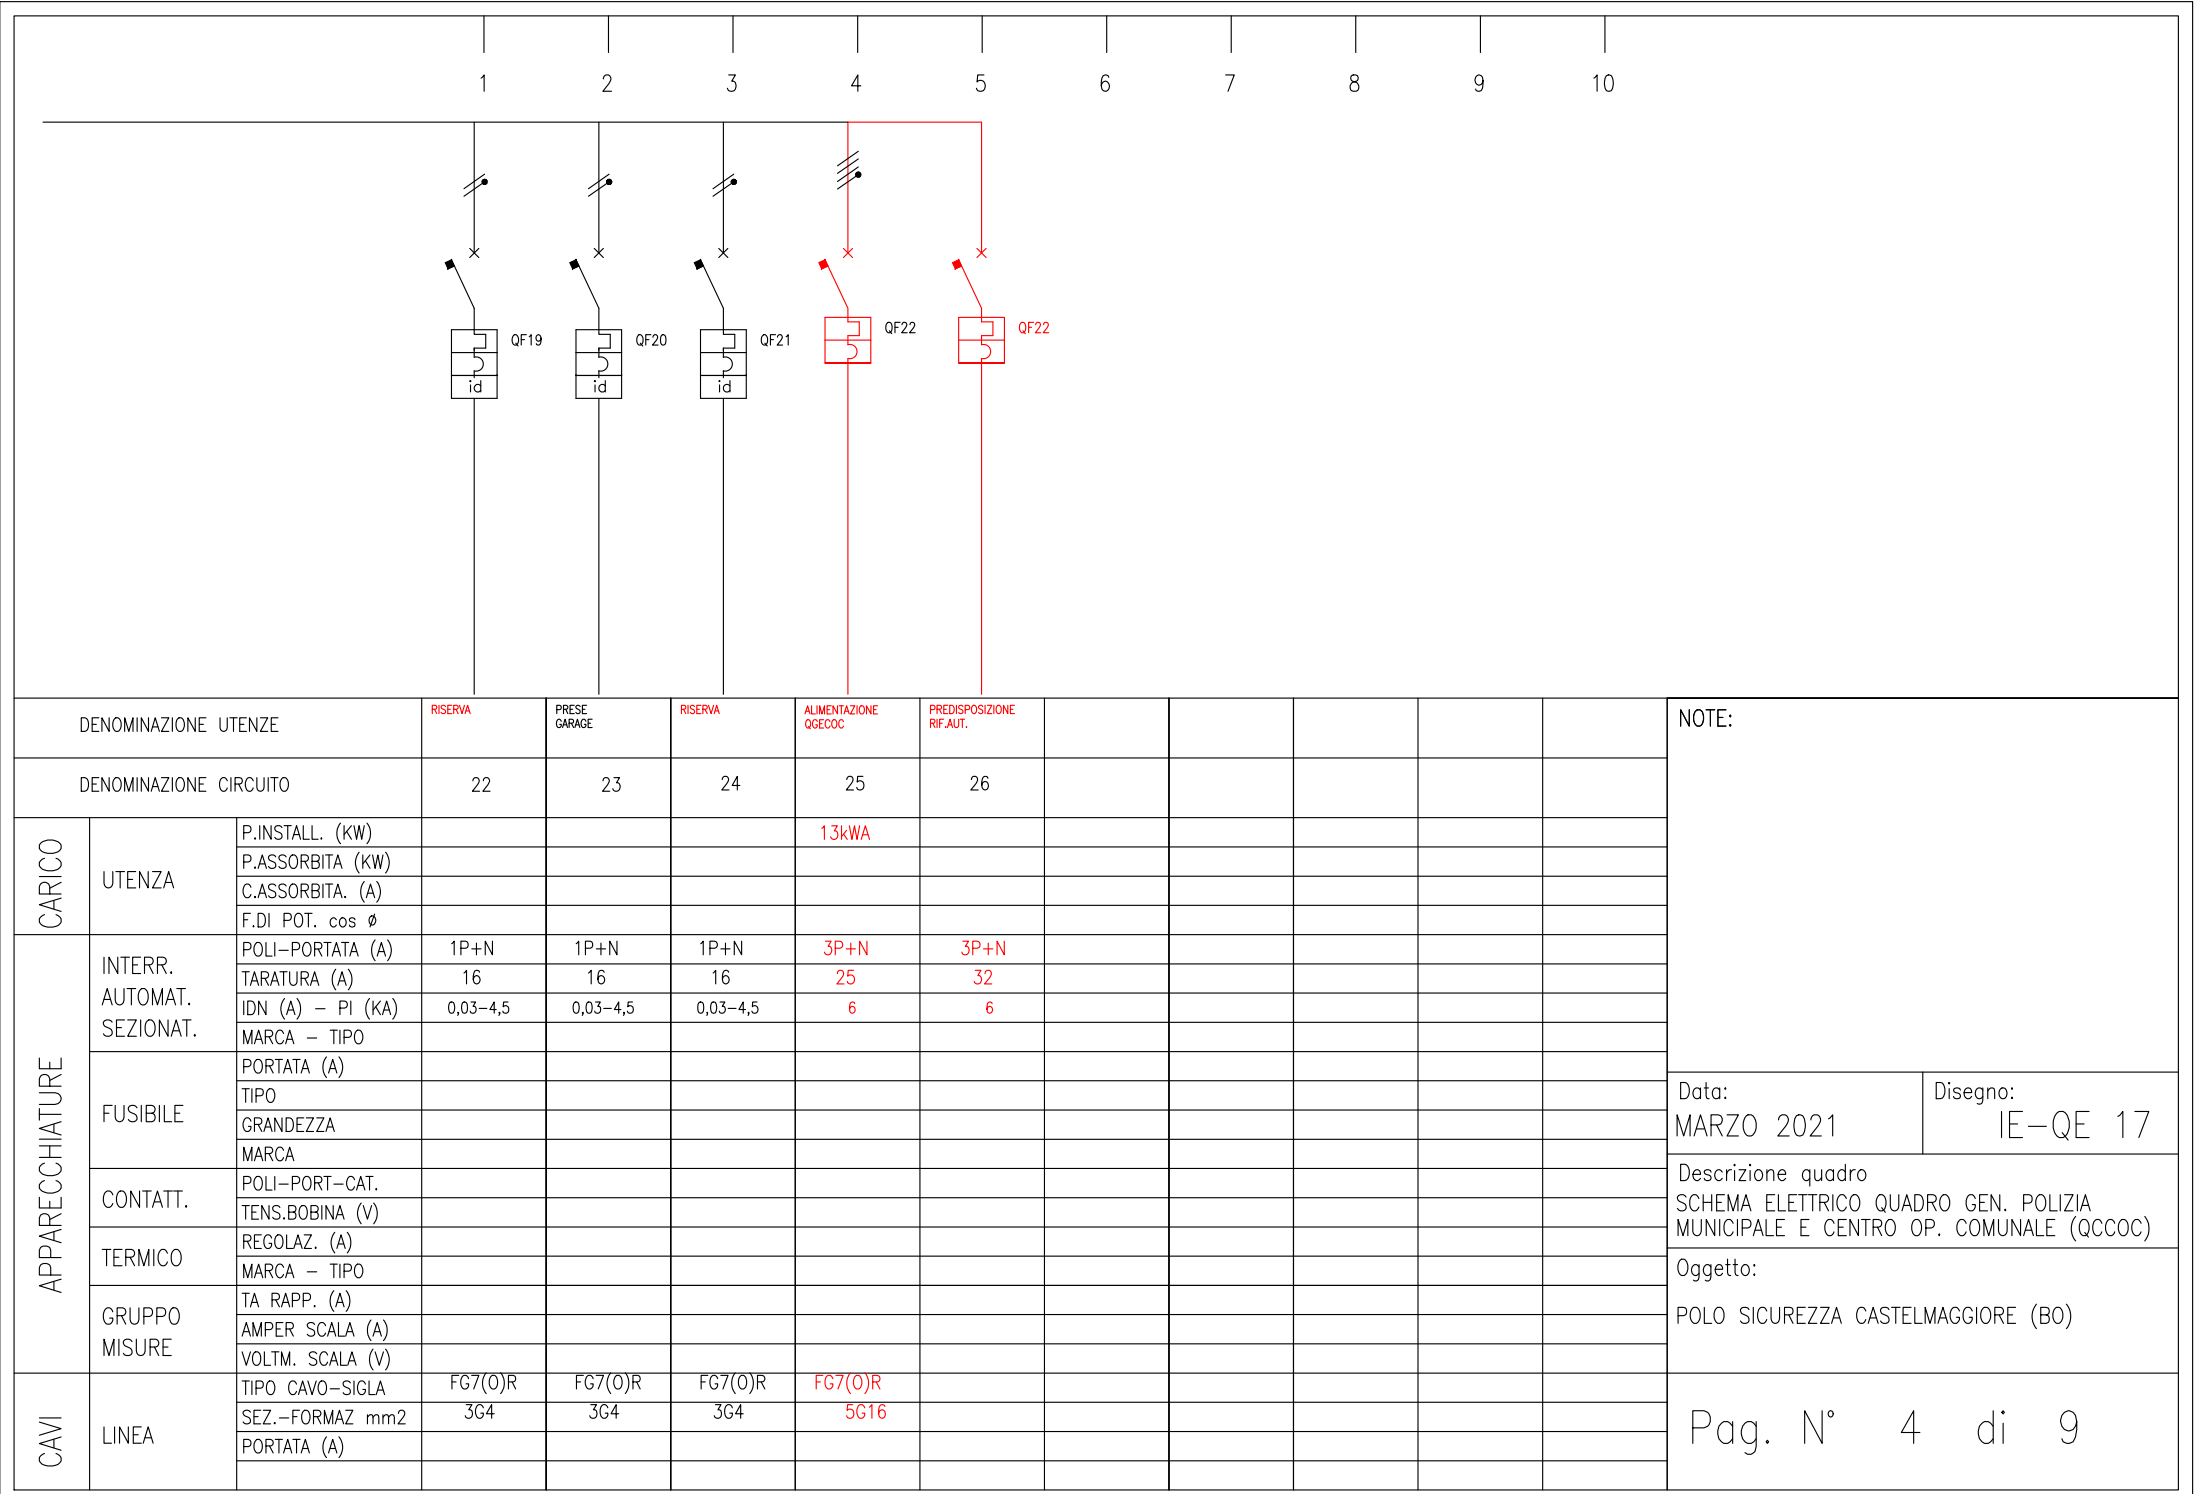 1 2 3 4 5 6 7 8 9 10
QF19 QF20 QF21 QF22 QF22
id id id
DENOMINAZIONE UTENZE
RISERVA
PRESE
GARAGE
RISERVA
ALIMENTAZIONE
QGECOC
PREDISPOSIZIONE
RIF.AUT.
DENOMINAZIONE CIRCUITO 22 23 24 25 26
CARICO
UTENZA
P.INSTALL. (KW) 13kWA
P.ASSORBITA (KW)
C.ASSORBITA. (A)
F.DI POT. cos ø
APPARECCHIATURE
INTERR.
AUTOMAT.
SEZIONAT.
POLI-PORTATA (A) 1P+N 1P+N 1P+N 3P+N 3P+N
TARATURA (A) 16 16 16 25 32
IDN (A) - PI (KA) 0,03-4,5 0,03-4,5 0,03-4,5 6 6
MARCA - TIPO
FUSIBILE
PORTATA (A)
TIPO
GRANDEZZA
MARCA
CONTATT.
POLI-PORT-CAT.
TENS.BOBINA (V)
TERMICO
REGOLAZ. (A)
MARCA - TIPO
GRUPPO
MISURE
TA RAPP. (A)
AMPER SCALA (A)
VOLTM. SCALA (V)
CAVI
LINEA
TIPO CAVO-SIGLA FG7(O)R FG7(O)R FG7(O)R FG7(O)R
SEZ.-FORMAZ mm2 3G4 3G4 3G4 5G16
PORTATA (A)
NOTE:
Data:
MARZO 2021
Disegno:
IE-QE 17
Descrizione quadro
SCHEMA ELETTRICO QUADRO GEN. POLIZIA
MUNICIPALE E CENTRO OP. COMUNALE (QCCOC)
Oggetto:
POLO SICUREZZA CASTELMAGGIORE (BO)
Pag. N° 4 di 9